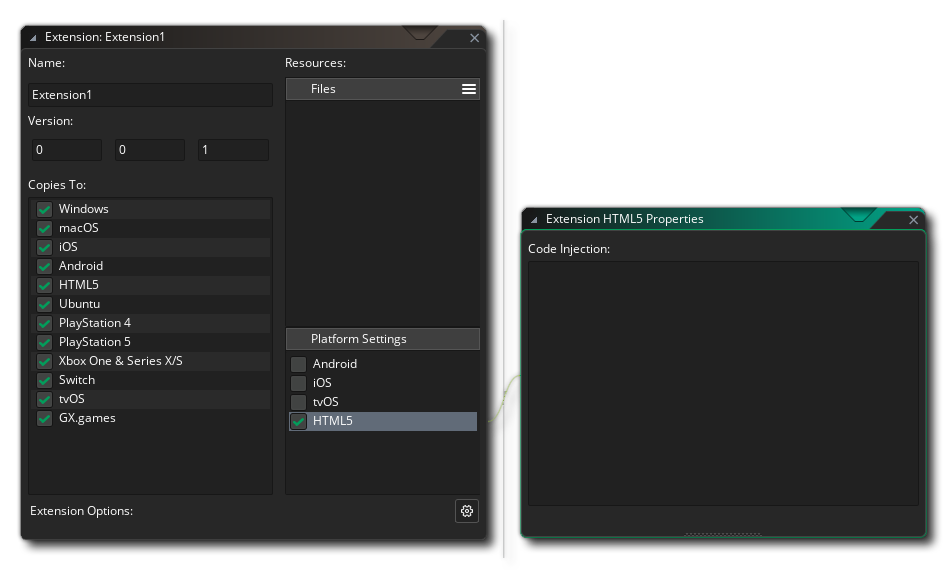 Extension: Extension1
Name:
Extension1
Version:
0 0 1
Copies To:
Windows
macOS
iOS
Android
HTML5
Ubuntu
PlayStation 4
PlayStation 5
Xbox One & Series X/S
Switch
tvOS
GX.games
Extension Options:
Resources:
Files
Platform Settings
Android
iOS
tvOS
HTML5
Extension HTML5 Properties
Code Injection: